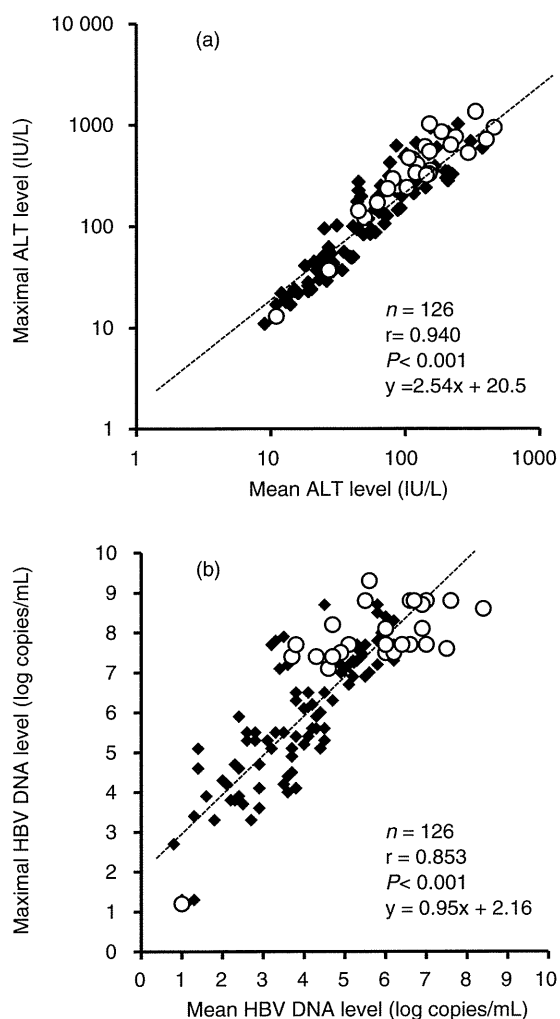 (a)
Maximal ALT level (IU/L)
10 000
1000
100
10
1
n = 126
r= 0.940
P< 0.001
y =2.54x + 20.5
1 10 100 1000
Mean ALT level (IU/L)
(b)
Maximal HBV DNA level (log copies/mL)
10
9
8
7
6
5
4
3
2
1
0
n = 126
r = 0.853
P< 0.001
y = 0.95x + 2.16
0 1 2 3 4 5 6 7 8 9 10
Mean HBV DNA level (log copies/mL)